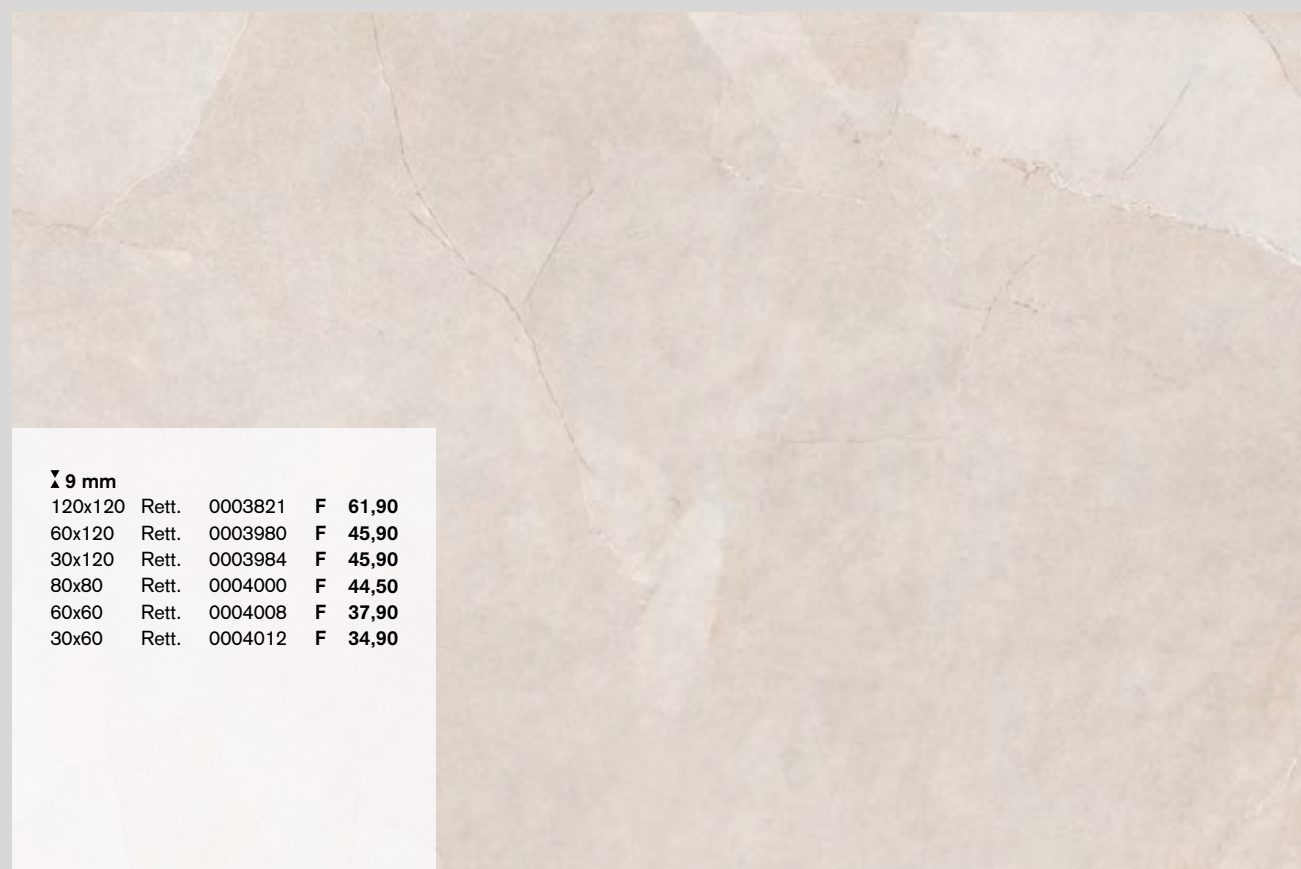 9 mm
120x120 Rett. 0003821 F 61,90
60x120 Rett. 0003980 F 45,90
30x120 Rett. 0003984 F 45,90
80x80 Rett. 0004000 F 44,50
60x60 Rett. 0004008 F 37,90
30x60 Rett. 0004012 F 34,90